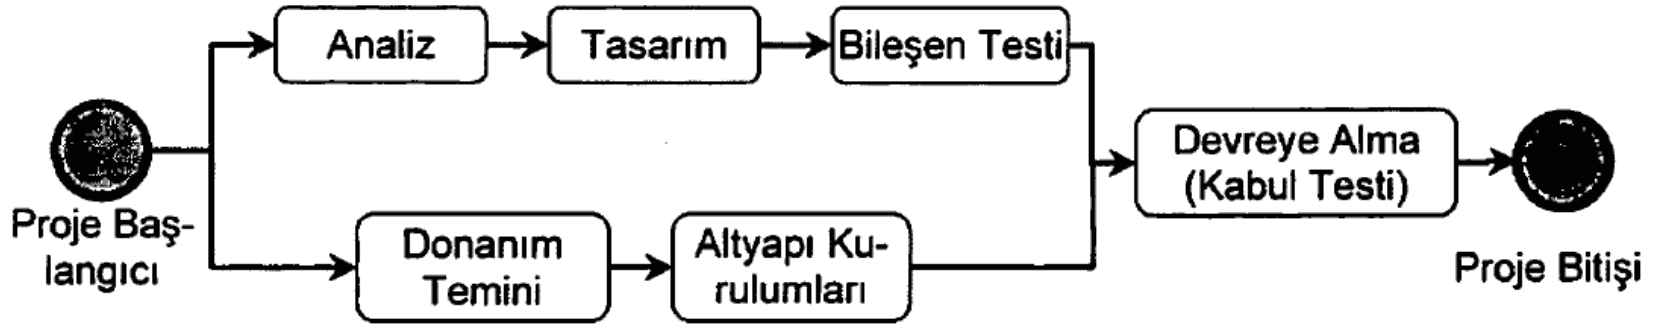 Analiz
Tasarım
Bileşen Testi
Devreye Alma
(Kabul Testi)
Proje Baş-
langıcı
Donanım
Temini
Altyapı Ku-
rulumları
Proje Bitişi